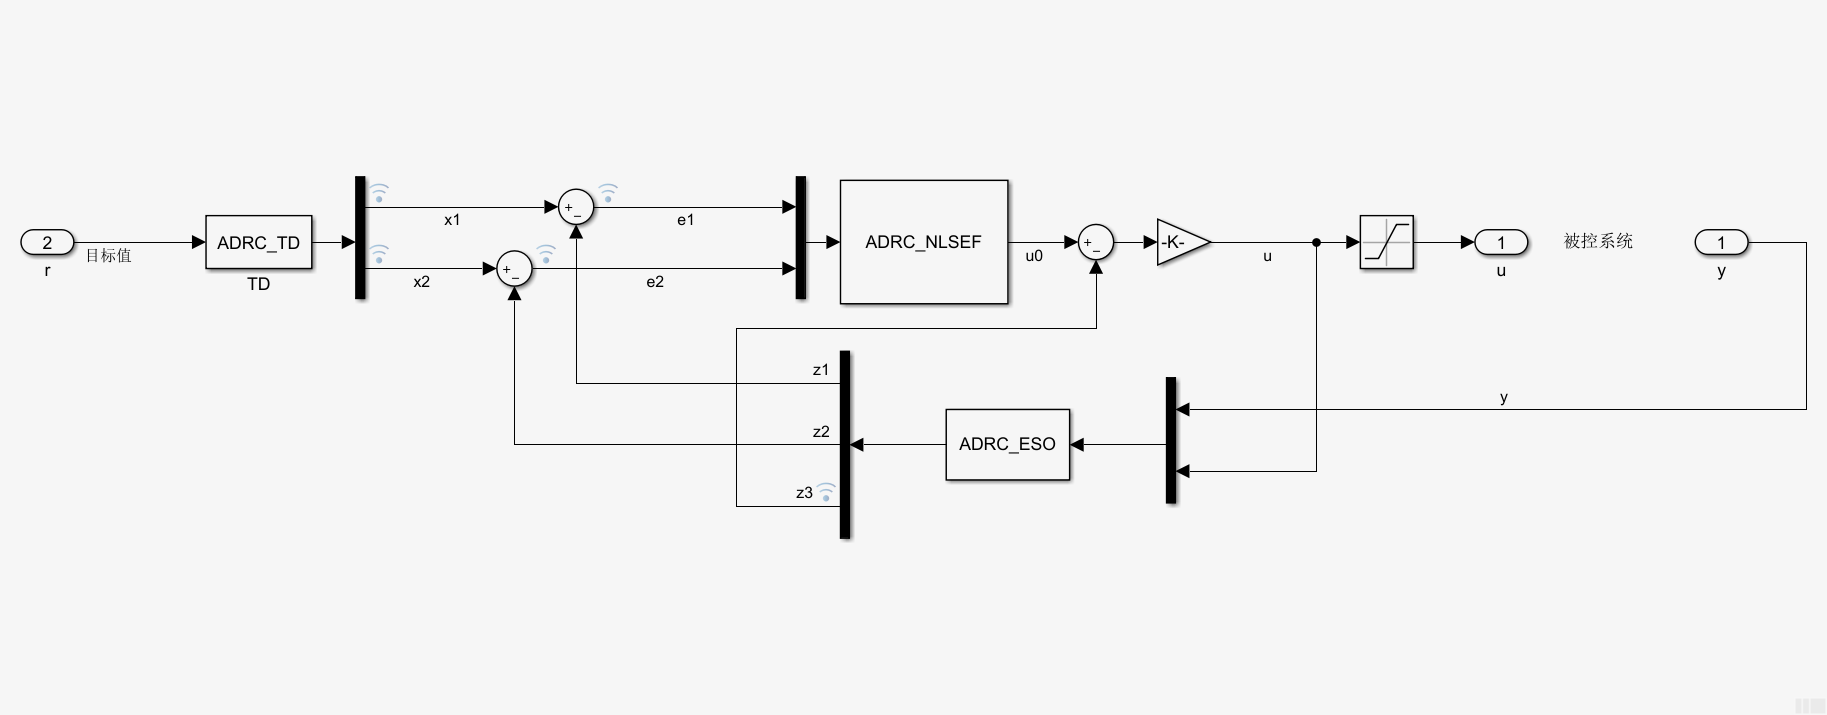 2
r
目标值
ADRC_TD
TD
x1
x2
+
−
+
−
e1
e2
ADRC_NLSEF
u0
+
−
-K-
u
1
u
被控系统
1
y
z1
z2
z3
ADRC_ESO
y